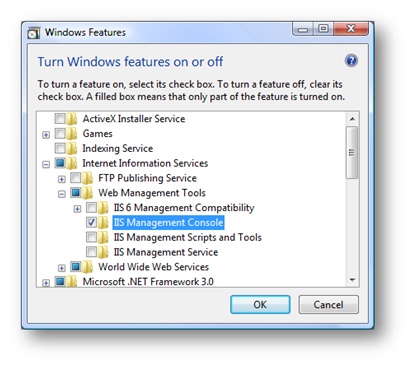 Windows Features
Turn Windows features on or off
To turn a feature on, select its check box. To turn a feature off, clear its
check box. A filled box means that only part of the feature is turned on.
ActiveX Installer Service
Games
Indexing Service
Internet Information Services
FTP Publishing Service
Web Management Tools
IIS 6 Management Compatibility
IIS Management Console
IIS Management Scripts and Tools
IIS Management Service
World Wide Web Services
Microsoft .NET Framework 3.0
OK
Cancel